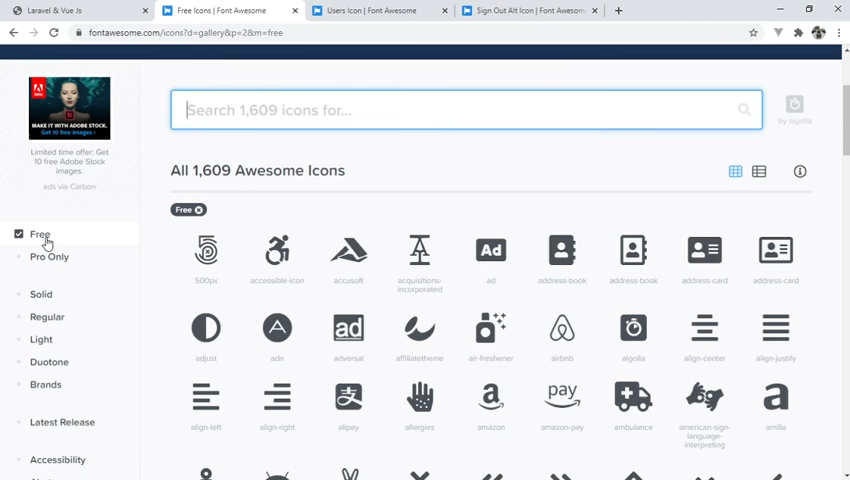 Laravel & Vue Js
Free Icons | Font Awesome
Users Icon | Font Awesome
Sign Out Alt Icon | Font Awesom
fontawesome.com/icons?d=gallery&p=2&m=free
MAKE IT WITH ADOBE STOCK.
Get 10 free images ›
Limited time offer: Get
10 free Adobe Stock
images.
ads via Carbon
Search 1,609 icons for...
by algolia
All 1,609 Awesome Icons
Free
Free
Pro Only
Solid
Regular
Light
Duotone
Brands
Latest Release
Accessibility
500px
accessible-icon
accusoft
acquisitions-
incorporated
Ad
ad
address-book
address-book
address-card
address-card
adjust
adn
ad
adversal
affiliatetheme
air-freshener
airbnb
algolia
align-center
align-justify
align-left
align-right
alipay
allergies
amazon
pay
amazon-pay
ambulance
american-sign-
language-
interpreting
amilia